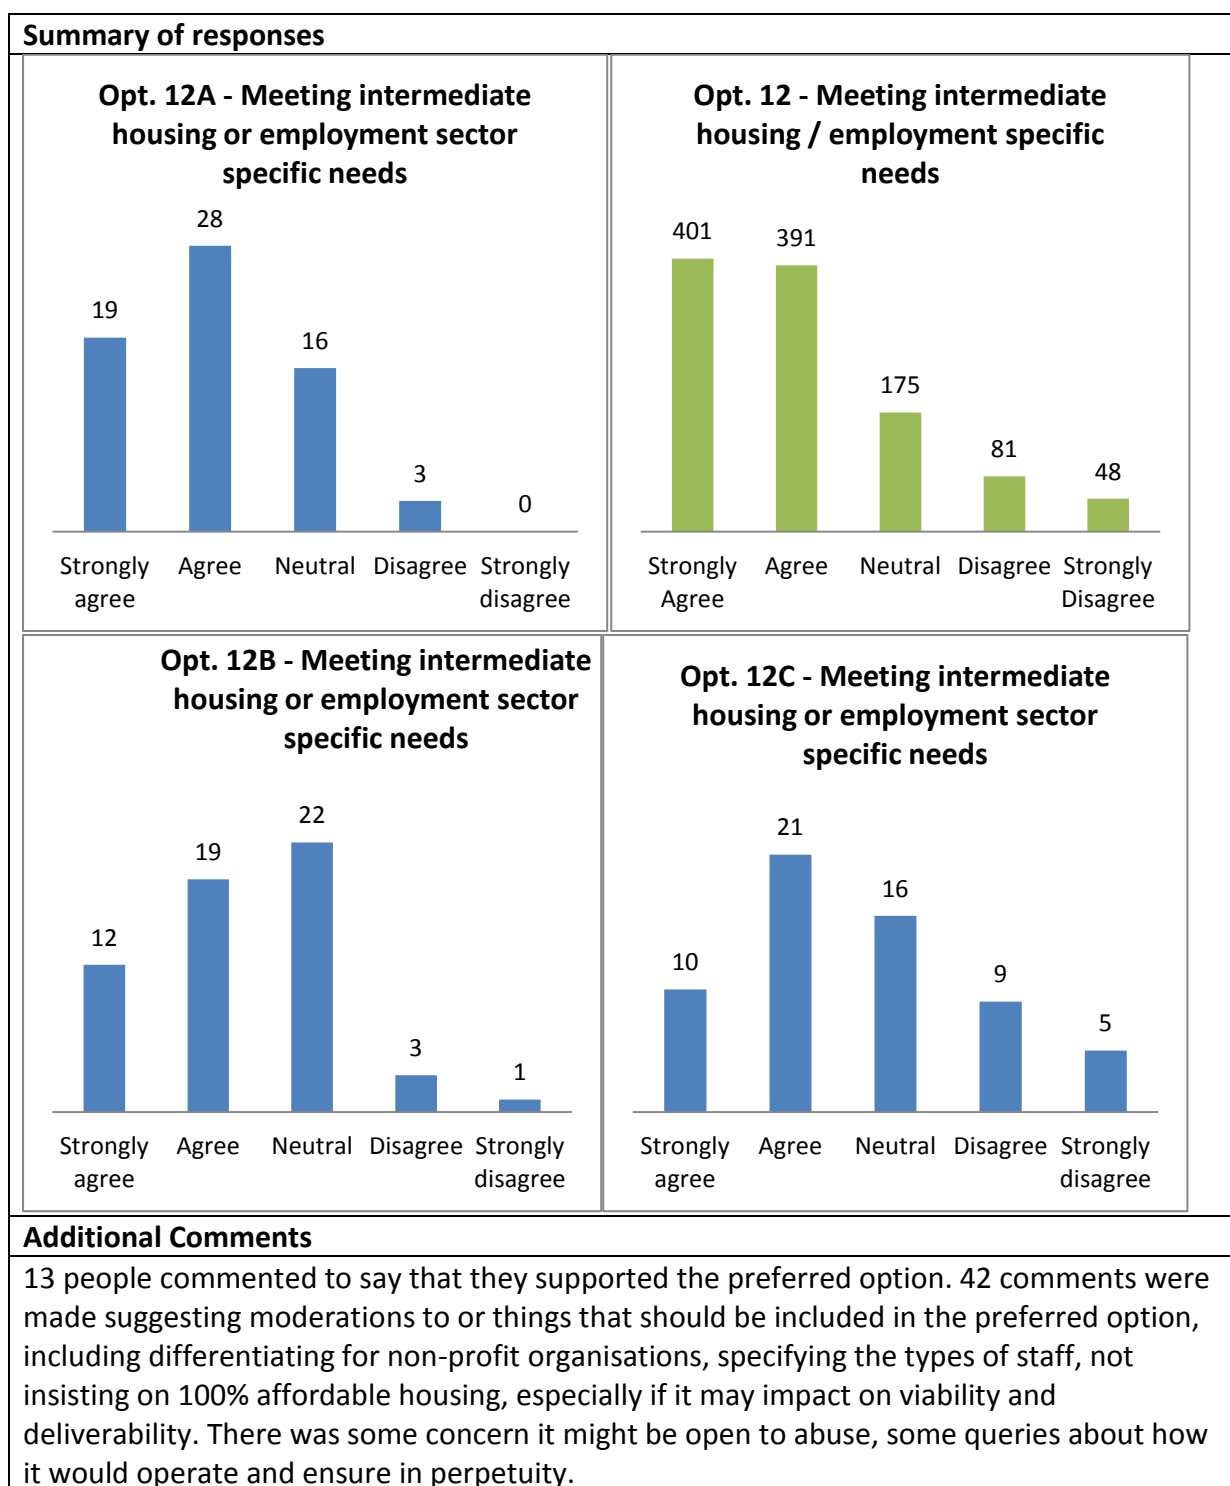 Summary of responses
Opt. 12A - Meeting intermediate
housing or employment sector
specific needs
28
19
16
3
0
Strongly agree Agree Neutral Disagree Strongly disagree
Opt. 12 - Meeting intermediate
housing / employment specific
needs
401
391
175
81
48
Strongly Agree Agree Neutral Disagree Strongly Disagree
Opt. 12B - Meeting intermediate
housing or employment sector
specific needs
22
19
12
3
1
Strongly agree Agree Neutral Disagree Strongly disagree
Opt. 12C - Meeting intermediate
housing or employment sector
specific needs
21
16
10
9
5
Strongly agree Agree Neutral Disagree Strongly disagree
Additional Comments
13 people commented to say that they supported the preferred option. 42 comments were
made suggesting moderations to or things that should be included in the preferred option,
including differentiating for non-profit organisations, specifying the types of staff, not
insisting on 100% affordable housing, especially if it may impact on viability and
deliverability. There was some concern it might be open to abuse, some queries about how
it would operate and ensure in perpetuity.